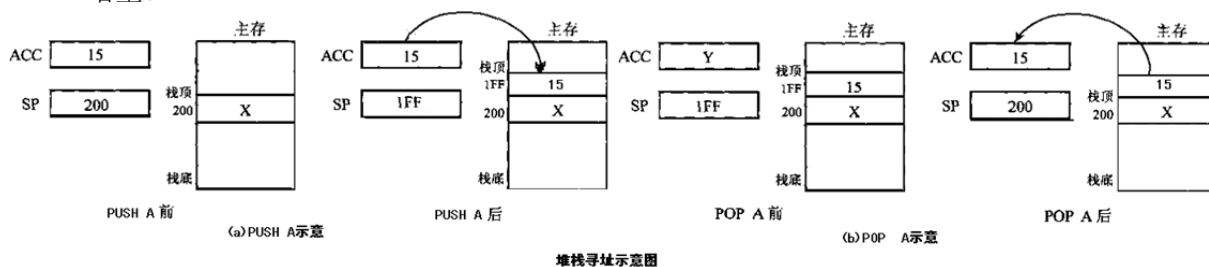 主存
ACC 15
SP 200
栈顶
200 X
栈底
PUSH A 前
主存
ACC 15
栈顶
SP 1FF
1FF 15
200 X
栈底
PUSH A 后
(a)PUSH A示意
主存
ACC Y
栈顶
SP 1FF
1FF 15
200 X
栈底
POP A 前
主存
ACC 15
15
SP 200
栈顶
200 X
栈底
POP A 后
(b)POP A示意
堆栈寻址示意图